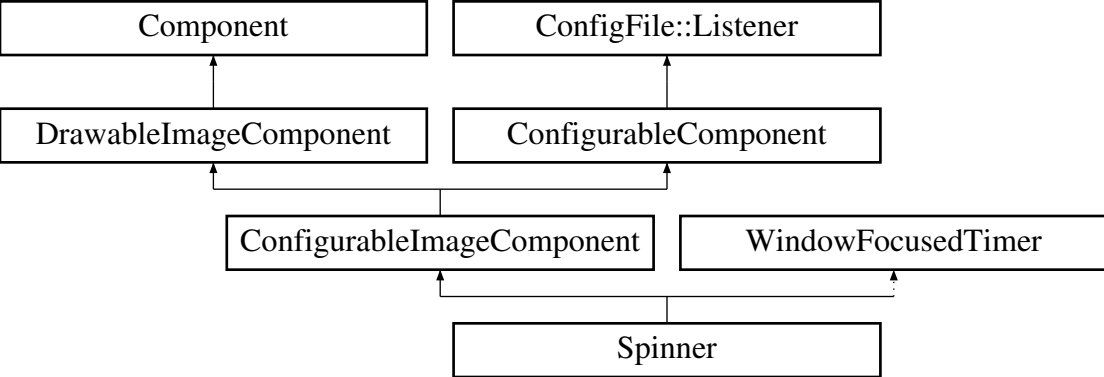 Component
ConfigFile::Listener
DrawableImageComponent
ConfigurableComponent
ConfigurableImageComponent
WindowFocusedTimer
Spinner